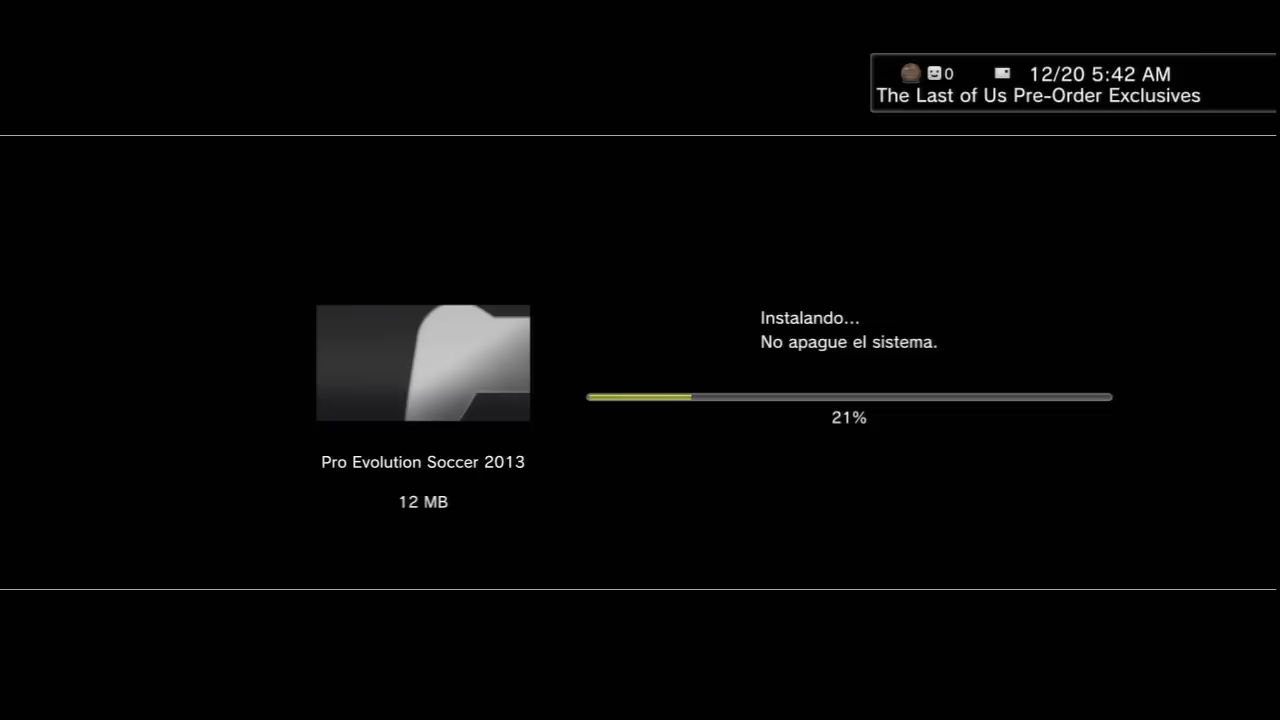 0 12/20 5:42 AM
The Last of Us Pre-Order Exclusives
Instalando...
No apague el sistema.
21%
Pro Evolution Soccer 2013
12 MB